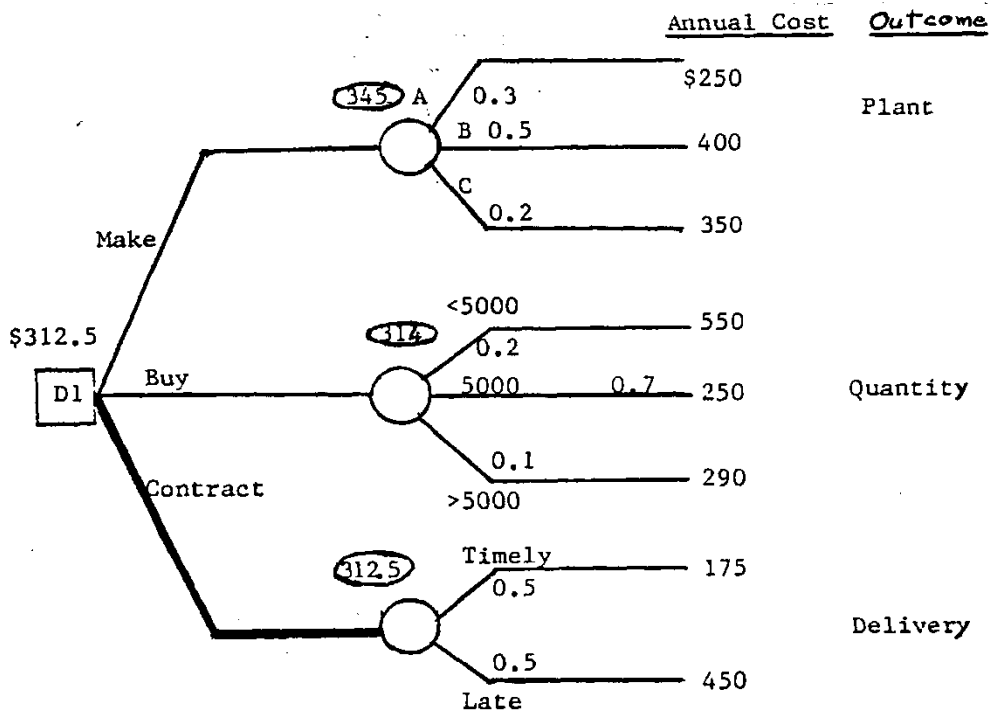 Annual Cost Outcome
345 A 0.3 $250
Plant
B 0.5 400
C
0.2 350
Make
<5000
$312.5 314 550
0.2
D1 Buy 5000 0.7 250 Quantity
0.1
Contract 290
>5000
312.5 Timely 175
0.5
Delivery
0.5
450
Late